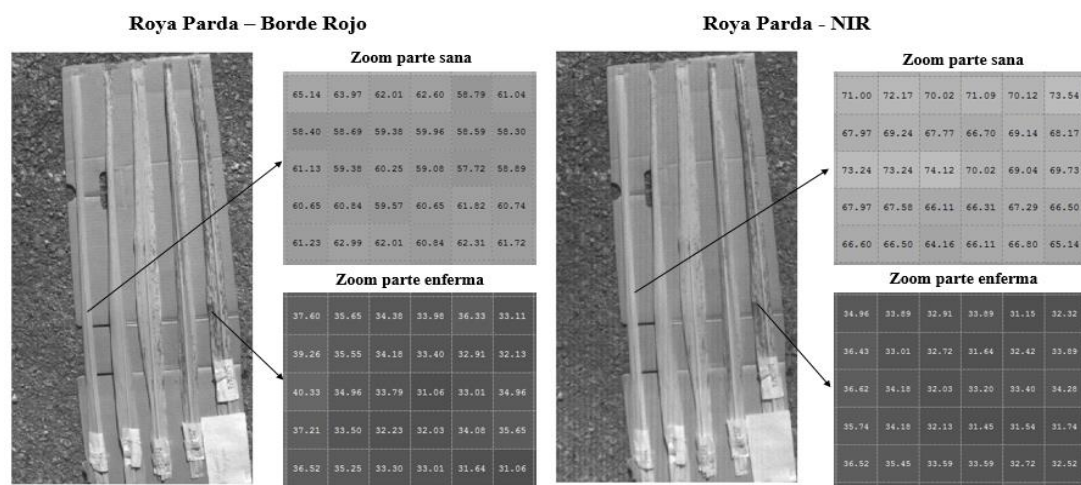 Roya Parda – Borde Rojo
Zoom parte sana
65.14 63.97 62.01 62.60 58.79 61.04
58.40 58.69 59.38 59.96 58.59 58.30
61.13 59.38 60.25 59.08 57.72 58.89
60.65 60.84 59.57 60.65 61.82 60.74
61.23 62.99 62.01 60.84 62.31 61.72
Zoom parte enferma
37.60 35.65 34.38 33.98 36.33 33.11
39.26 35.55 34.18 33.40 32.91 32.13
40.33 34.96 33.79 31.06 33.01 34.96
37.21 33.50 32.23 32.03 34.08 35.65
36.52 35.25 33.30 33.01 31.64 31.06
Roya Parda - NIR
Zoom parte sana
71.00 72.17 70.02 71.09 70.12 73.54
67.97 69.24 67.77 66.70 69.14 68.17
73.24 73.24 74.12 70.02 69.04 69.73
67.97 67.58 66.11 66.31 67.29 66.50
66.60 66.50 64.16 66.11 66.80 65.14
Zoom parte enferma
34.96 33.89 32.91 33.89 31.15 32.32
36.43 33.01 32.72 31.64 32.42 33.89
36.62 34.18 32.03 33.20 33.40 34.28
35.74 34.18 32.13 31.45 31.54 31.74
36.52 35.45 33.59 33.59 32.72 32.52